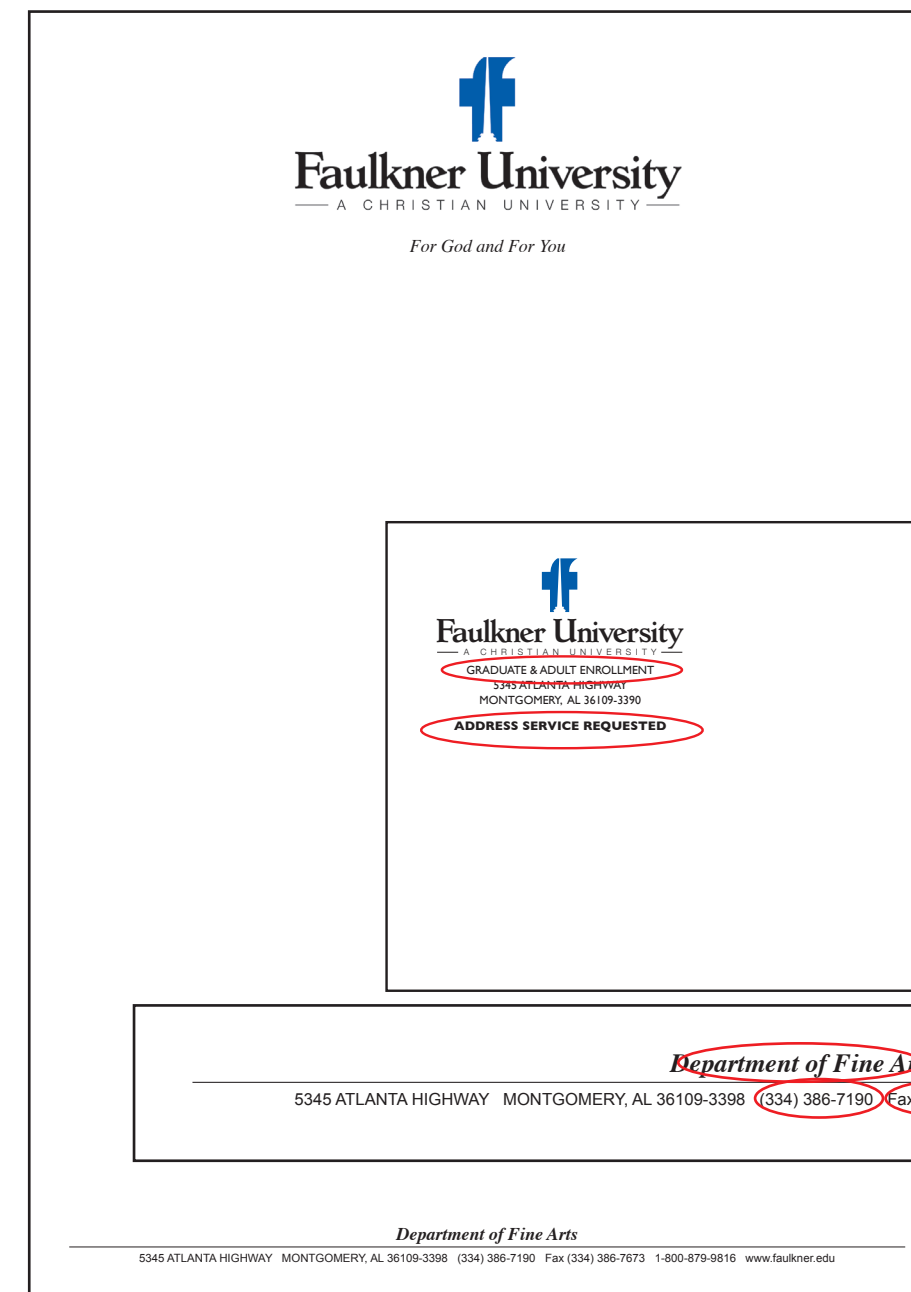 Faulkner University
A CHRISTIAN UNIVERSITY
For God and For You
Faulkner University
A CHRISTIAN UNIVERSITY
GRADUATE & ADULT ENROLLMENT
5345 ATLANTA HIGHWAY
MONTGOMERY, AL 36109-3390
ADDRESS SERVICE REQUESTED
Department of Fine
5345 ATLANTA HIGHWAY MONTGOMERY, AL 36109-3398 (334) 386-7190 Fax
Department of Fine Arts
5345 ATLANTA HIGHWAY MONTGOMERY, AL 36109-3398 (334) 386-7190 Fax (334) 386-7673 1-800-879-9816 www.faulkner.edu